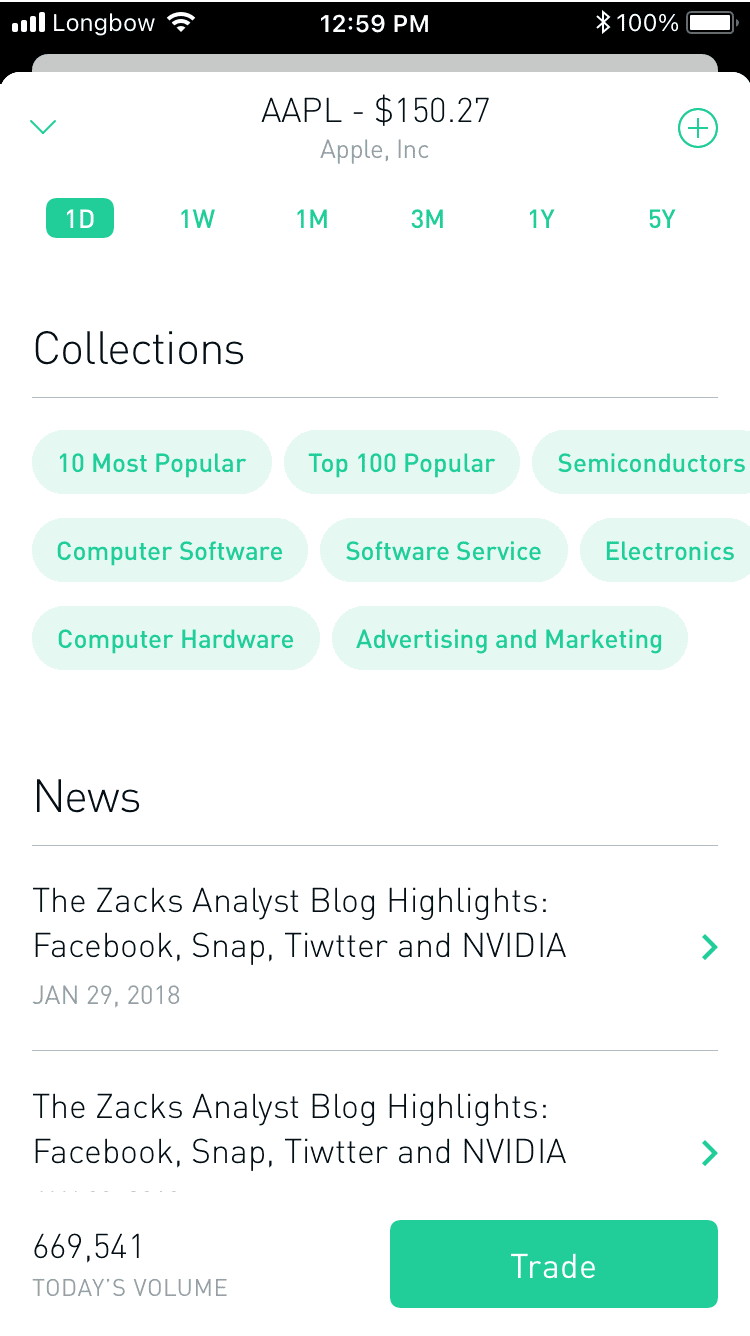 Longbow 12:59 PM 100%
AAPL - $150.27
Apple, Inc
1D 1W 1M 3M 1Y 5Y
Collections
10 Most Popular Top 100 Popular Semiconductors
Computer Software Software Service Electronics
Computer Hardware Advertising and Marketing
News
The Zacks Analyst Blog Highlights:
Facebook, Snap, Tiwtter and NVIDIA
JAN 29, 2018
The Zacks Analyst Blog Highlights:
Facebook, Snap, Tiwtter and NVIDIA
669,541
TODAY'S VOLUME
Trade